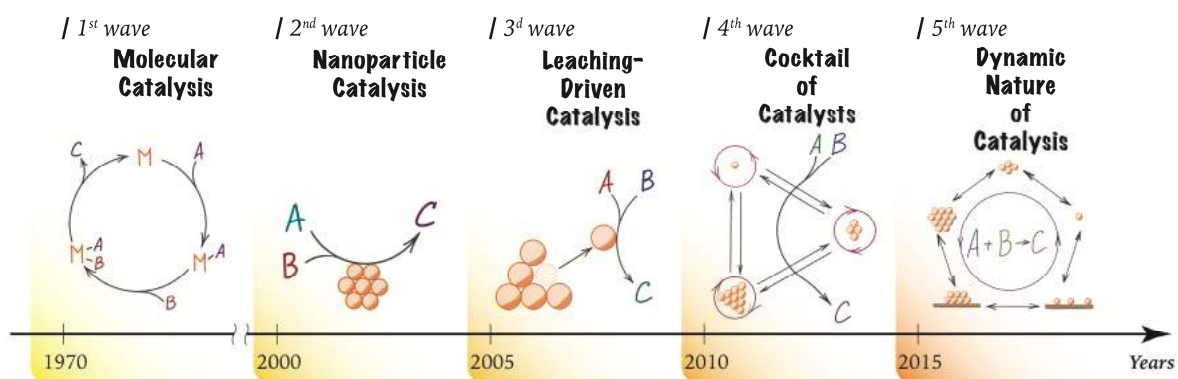 / 1st wave
Molecular
Catalysis
C
M
A
M-A
-B
M-A
B
1970
/ 2nd wave
Nanoparticle
Catalysis
A
B
C
2000
/ 3d wave
Leaching-
Driven
Catalysis
A
B
C
2005
/ 4th wave
Cocktail
of
Catalysts
A B
C
2010
/ 5th wave
Dynamic
Nature
of
Catalysis
A+B→C
2015
Years